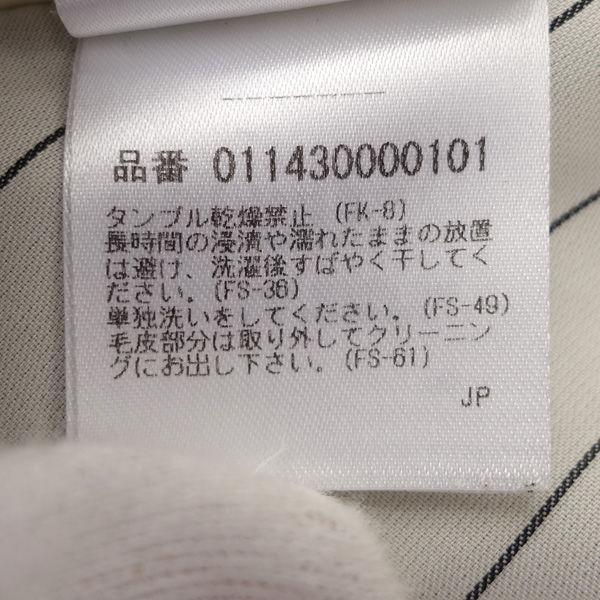 品番 011430000101
タンブル乾燥禁止 (FK-8)
長時間の浸漬や濡れたままの放置
は避け、洗濯後すばやく干してく
ださい。(FS-36)
単独洗いをしてください。(FS-49)
毛皮部分は取り外してクリーニン
グにお出し下さい。(FS-61)
JP